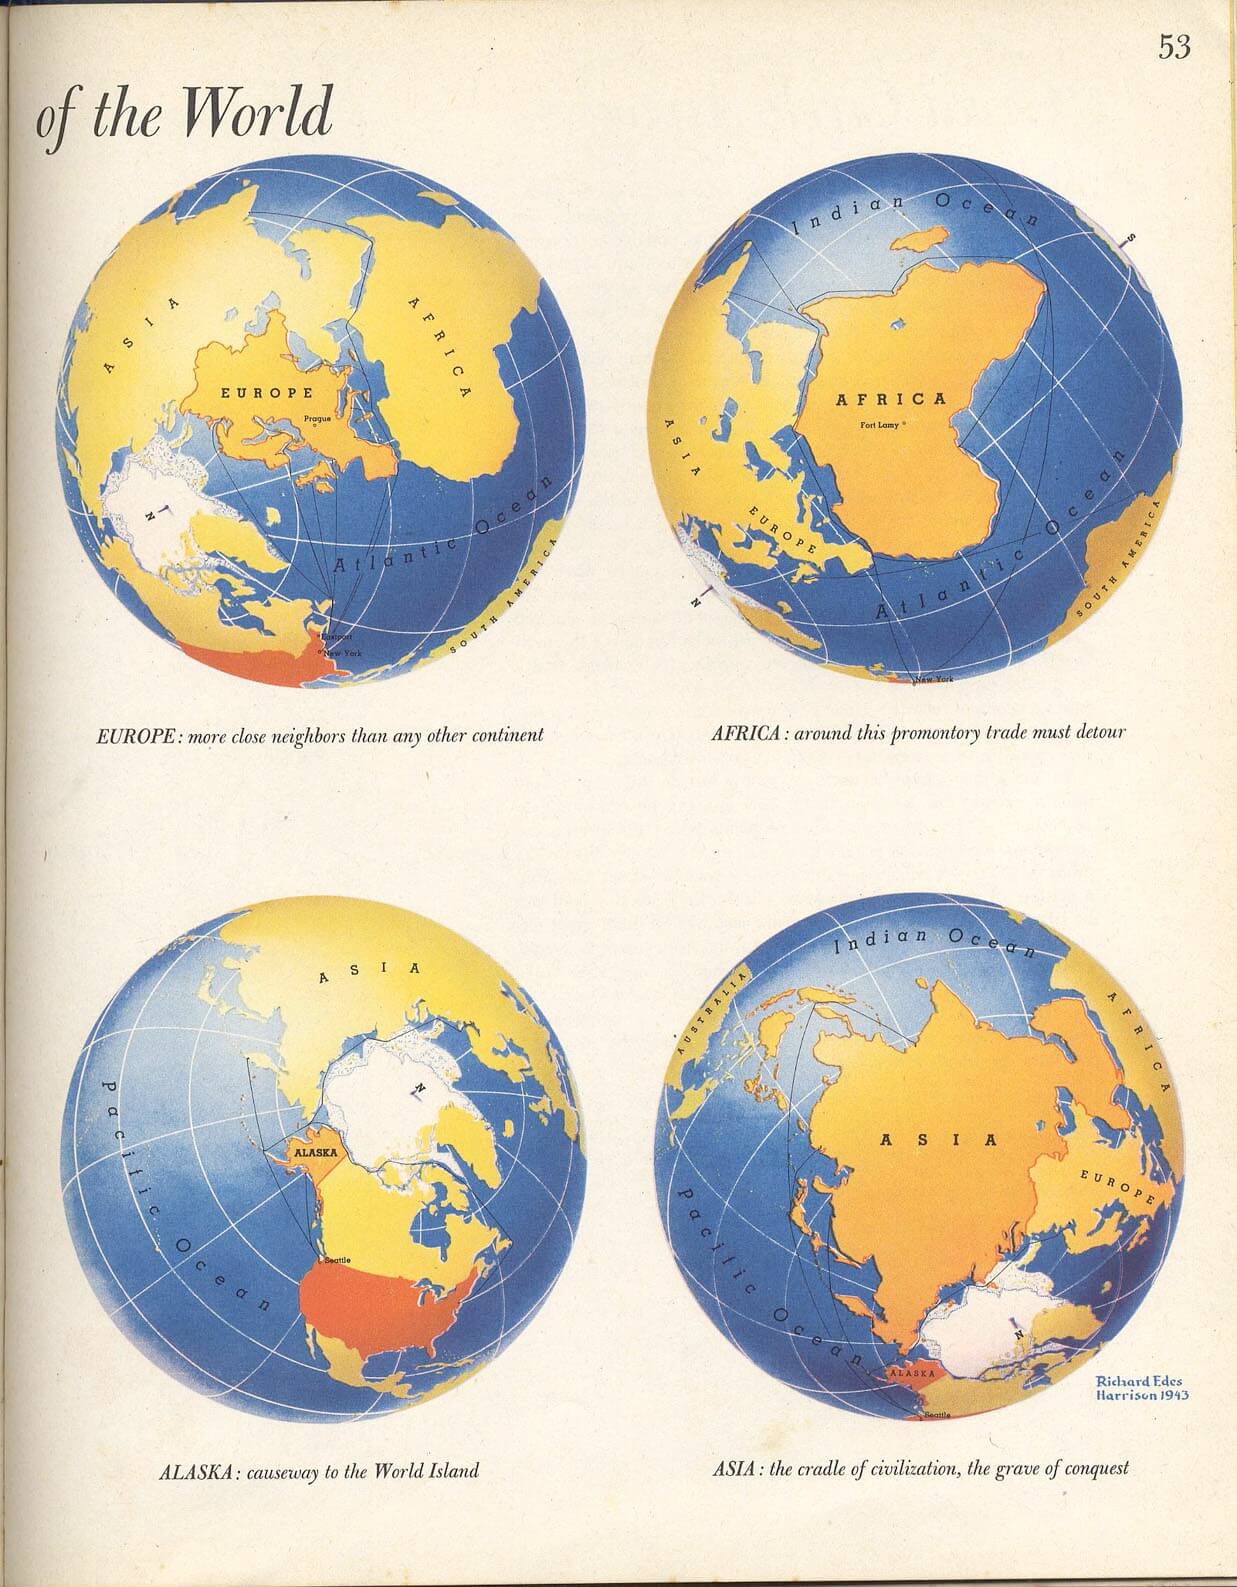 53
of the World
ASIA
AFRICA
EUROPE
Prague
N
Atlantic Ocean
SOUTH AMERICA
Eastport
New York
EUROPE: more close neighbors than any other continent
Indian Ocean
S
AFRICA
Fort Lamy
ASIA
EUROPE
Atlantic Ocean
SOUTH AMERICA
N
New York
AFRICA: around this promontory trade must detour
ASIA
N
Pacific Ocean
ALASKA
Seattle
ALASKA: causeway to the World Island
Indian Ocean
AUSTRALIA
AFRICA
ASIA
EUROPE
Pacific Ocean
N
ALASKA
Seattle
Richard Edes
Harrison 1943
ASIA: the cradle of civilization, the grave of conquest